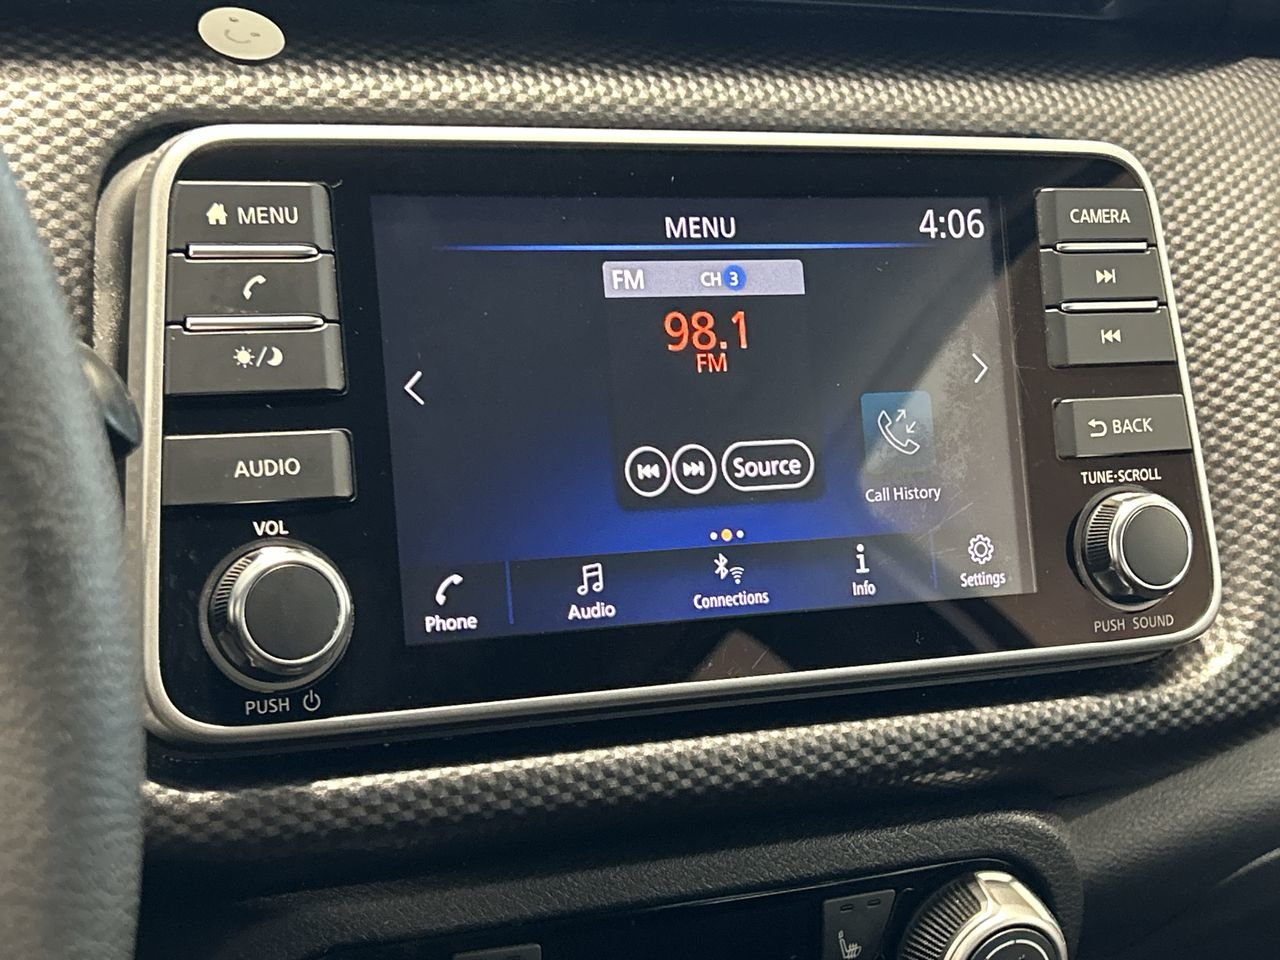 MENU
AUDIO
VOL
PUSH
MENU
4:06
FM CH 3
98.1
FM
Source
Call History
Phone
Audio
Connections
Info
Settings
CAMERA
BACK
TUNE·SCROLL
PUSH SOUND